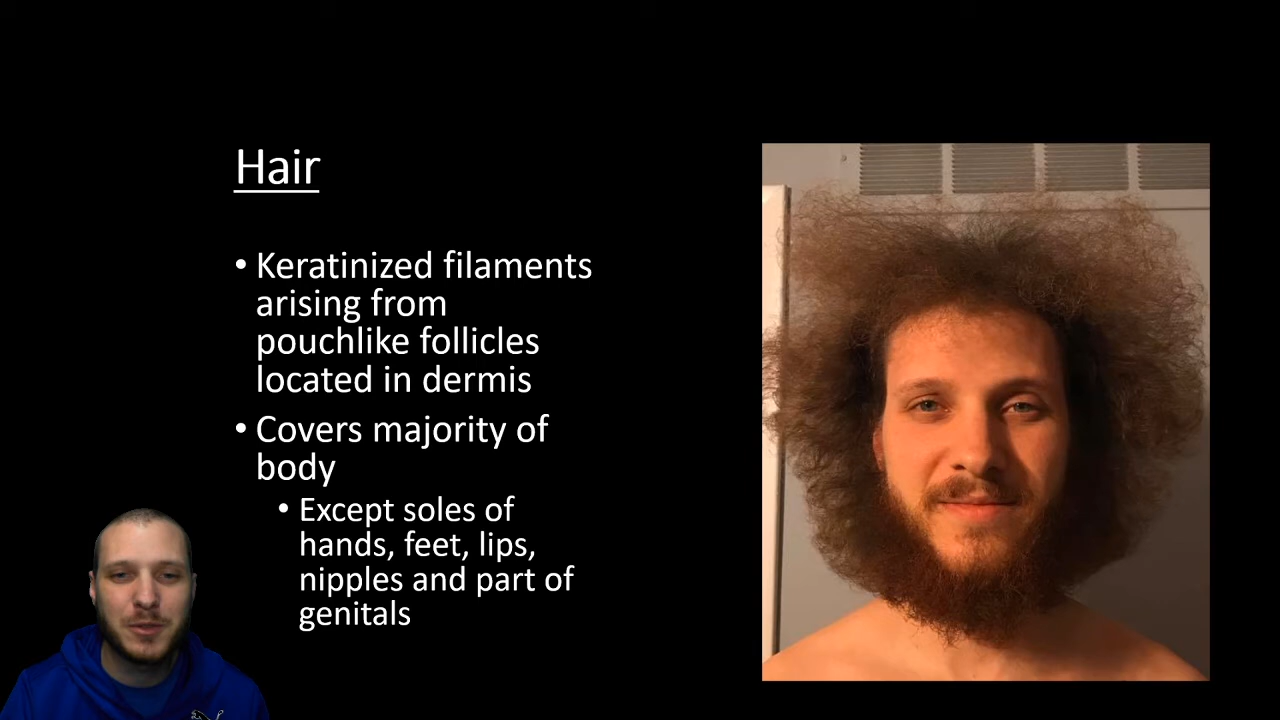 Hair
• Keratinized filaments
arising from
pouchlike follicles
located in dermis
• Covers majority of
body
• Except soles of
hands, feet, lips,
nipples and part of
genitals